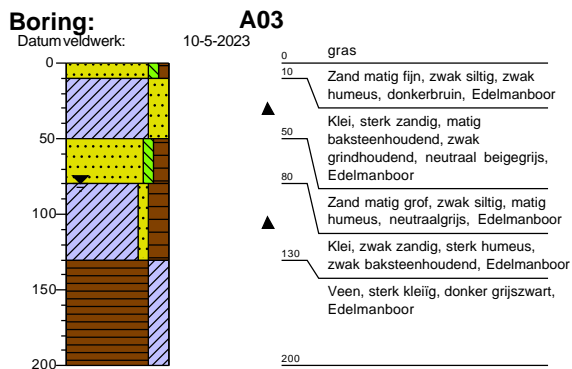 Boring: A03
Datum veldwerk: 10-5-2023
0
50
100
150
200
0 gras
10
Zand matig fijn, zwak siltig, zwak
humeus, donkerbruin, Edelmanboor
Klei, sterk zandig, matig
50 baksteenhoudend, zwak
grindhoudend, neutraal beigegrijs,
Edelmanboor
80
Zand matig grof, zwak siltig, matig
humeus, neutraalgrijs, Edelmanboor
Klei, zwak zandig, sterk humeus,
130 zwak baksteenhoudend, Edelmanboor
Veen, sterk kleiïg, donker grijszwart,
Edelmanboor
200